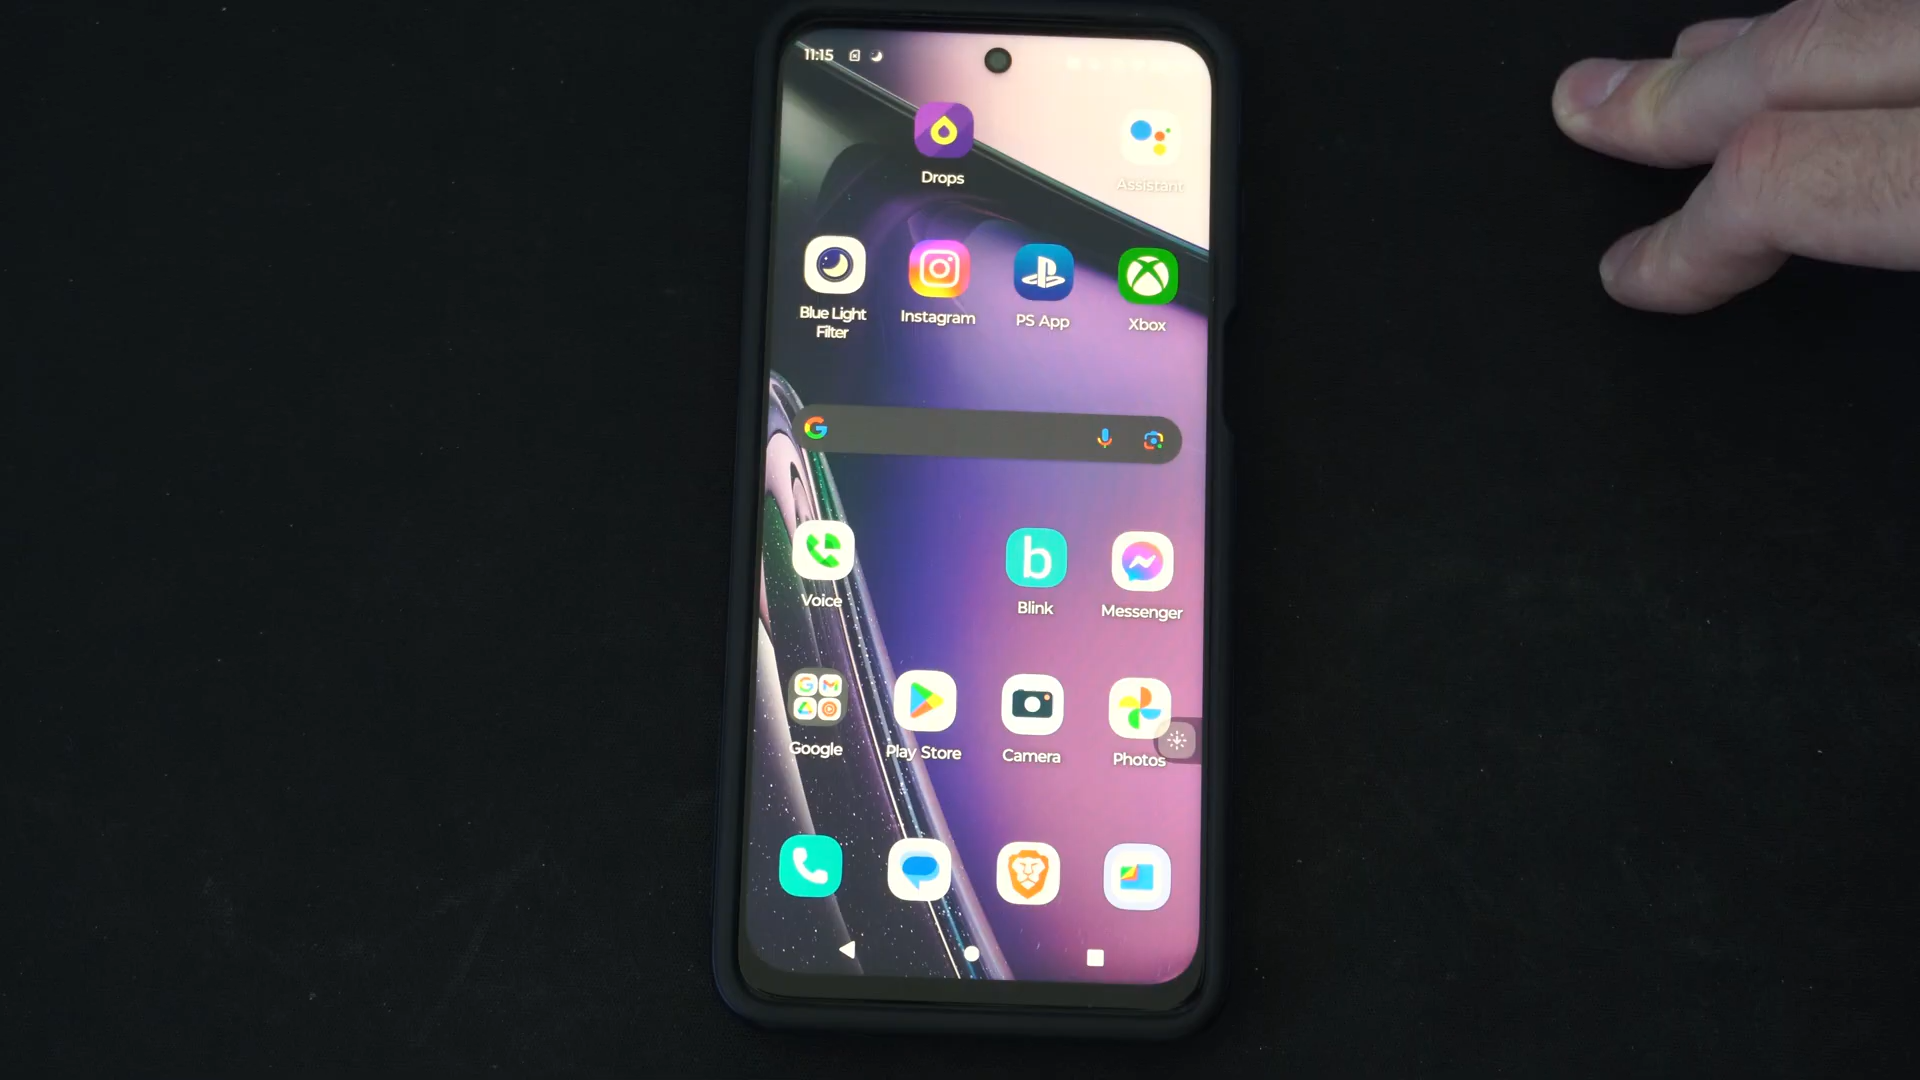 11:15
Drops
Assistant
Blue Light
Filter
Instagram
PS App
Xbox
G
Voice
b
Blink
Messenger
Google
Play Store
Camera
Photos